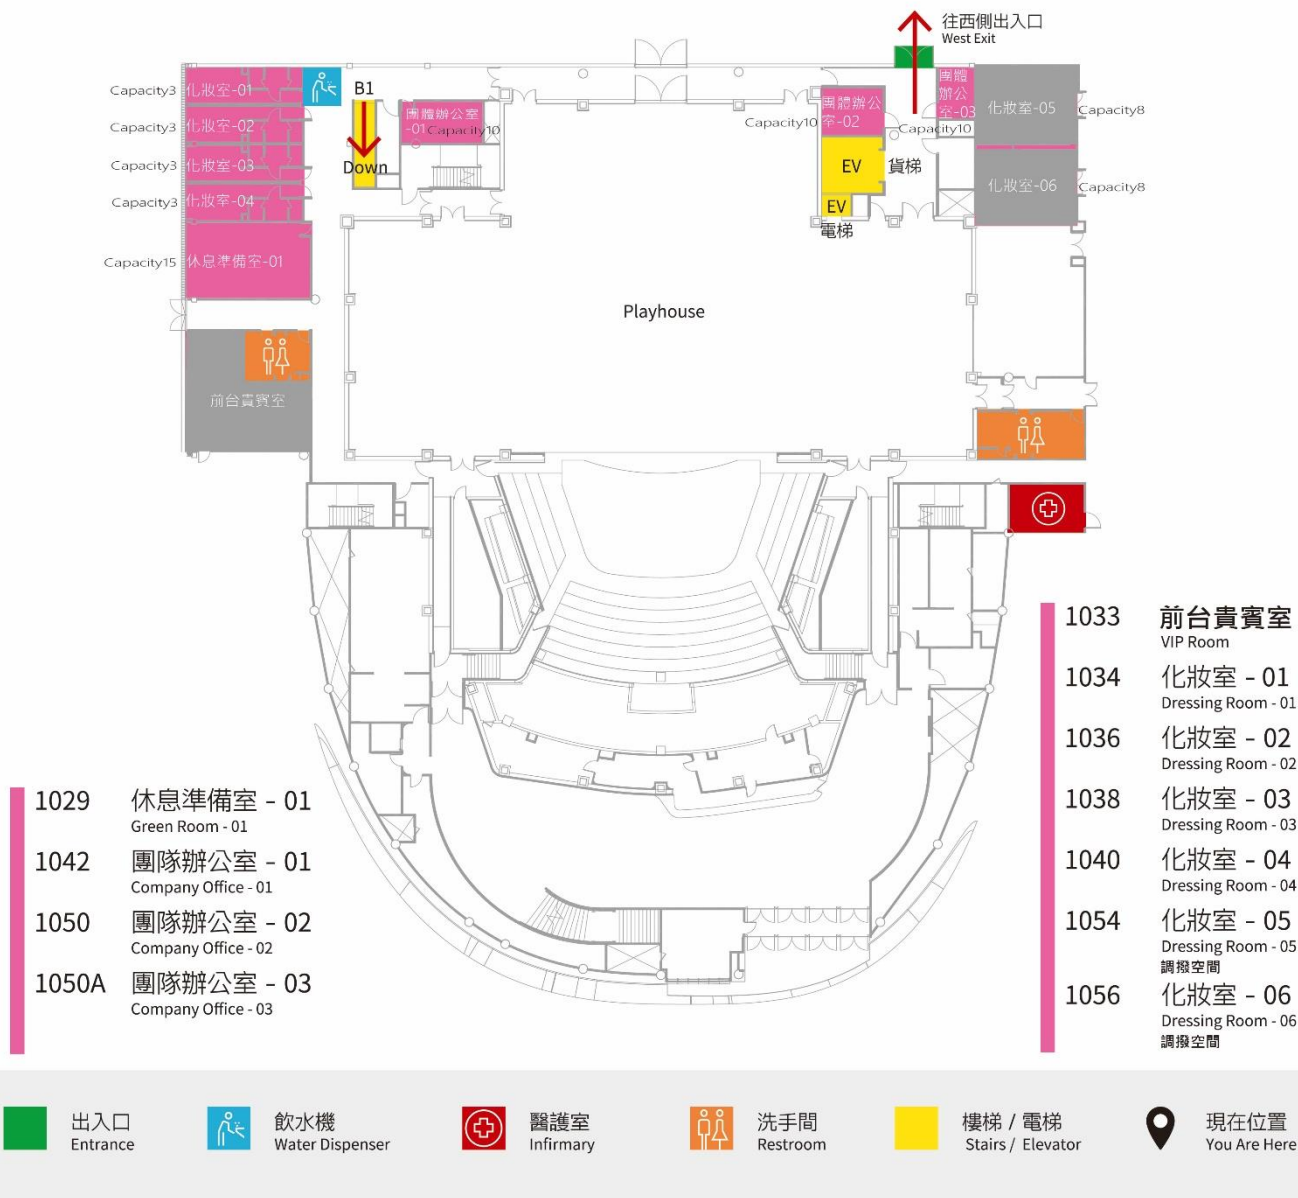 往西側出入口
West Exit
Capacity3
化妝室-01
B1
Down
Capacity3
化妝室-02
Capacity3
化妝室-03
Capacity3
化妝室-04
Capacity15
休息準備室-01
團體辦公室
-01
Capacity10
團體辦公
室-02
Capacity10
團體
辦公
室-03
Capacity10
EV
貨梯
EV
電梯
化妝室-05
Capacity8
化妝室-06
Capacity8
Playhouse
前台貴賓室
1029 休息準備室 - 01
Green Room - 01
1042 團隊辦公室 - 01
Company Office - 01
1050 團隊辦公室 - 02
Company Office - 02
1050A 團隊辦公室 - 03
Company Office - 03
1033 前台貴賓室
VIP Room
1034 化妝室 - 01
Dressing Room - 01
1036 化妝室 - 02
Dressing Room - 02
1038 化妝室 - 03
Dressing Room - 03
1040 化妝室 - 04
Dressing Room - 04
1054 化妝室 - 05
Dressing Room - 05
調撥空間
1056 化妝室 - 06
Dressing Room - 06
調撥空間
出入口
Entrance
飲水機
Water Dispenser
醫護室
Infirmary
洗手間
Restroom
樓梯 / 電梯
Stairs / Elevator
現在位置
You Are Here